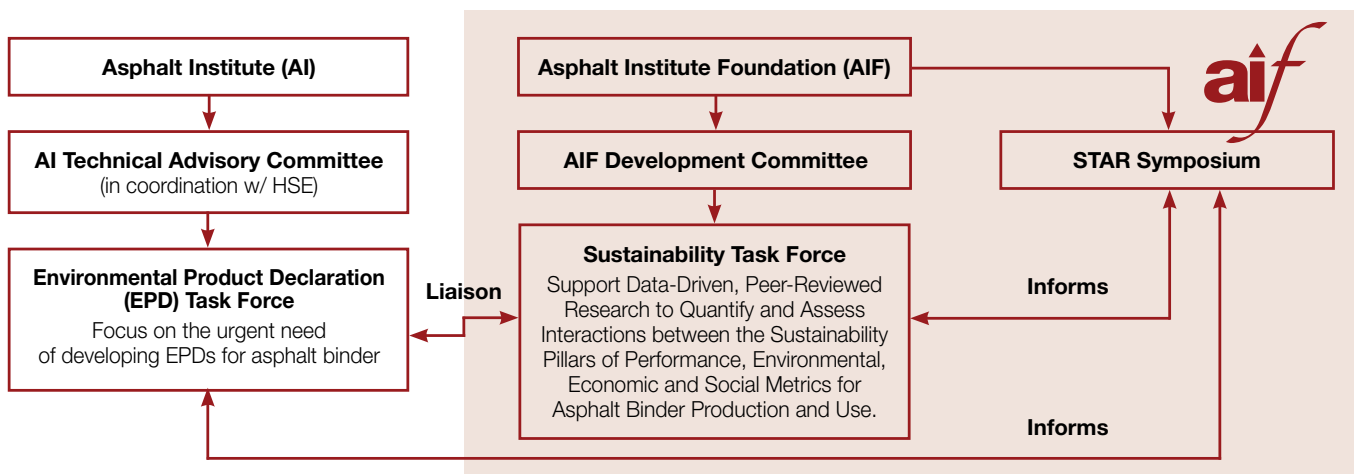 Asphalt Institute (AI)
AI Technical Advisory Committee
(in coordination w/ HSE)
Environmental Product Declaration
(EPD) Task Force
Focus on the urgent need
of developing EPDs for asphalt binder
Liaison
Asphalt Institute Foundation (AIF)
AIF Development Committee
Sustainability Task Force
Support Data-Driven, Peer-Reviewed
Research to Quantify and Assess
Interactions between the Sustainability
Pillars of Performance, Environmental,
Economic and Social Metrics for
Asphalt Binder Production and Use.
aif
STAR Symposium
Informs
Informs